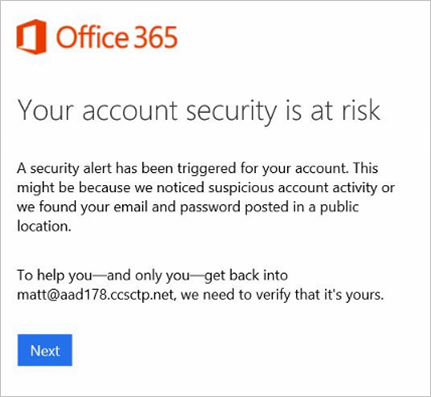 Office 365
Your account security is at risk
A security alert has been triggered for your account. This
might be because we noticed suspicious account activity or
we found your email and password posted in a public
location.
To help you—and only you—get back into
matt@aad178.ccsctp.net, we need to verify that it's yours.
Next